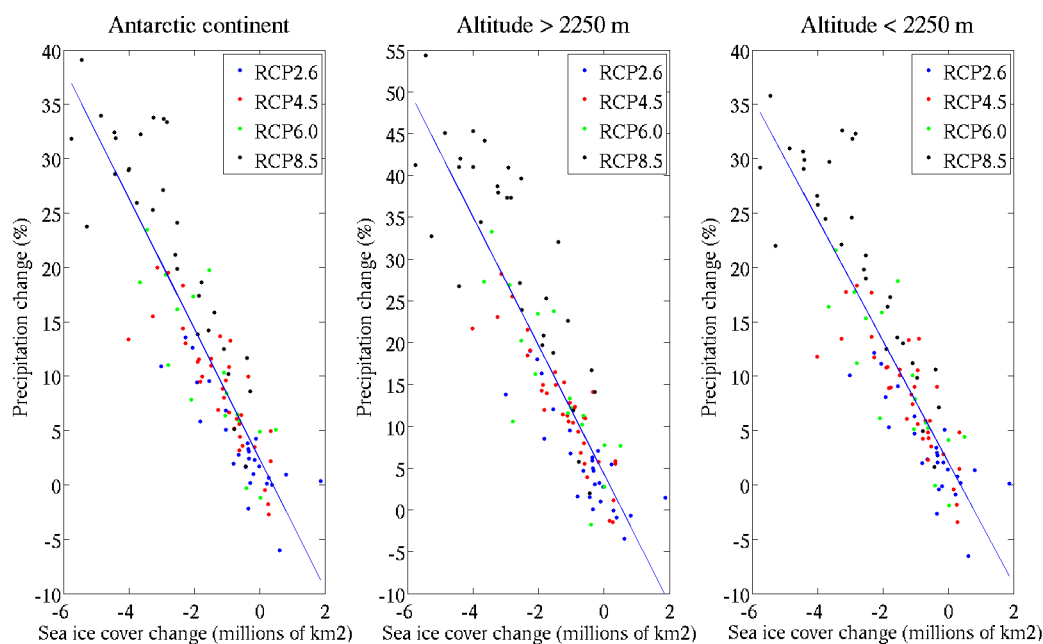 Antarctic continent
40
35
30
25
20
15
10
5
0
-5
-10
-6
-4
-2
0
2
Precipitation change (%)
Sea ice cover change (millions of km2)
RCP2.6
RCP4.5
RCP6.0
RCP8.5
Altitude > 2250 m
55
50
45
40
35
30
25
20
15
10
5
0
-5
-10
-6
-4
-2
0
2
Precipitation change (%)
Sea ice cover change (millions of km2)
RCP2.6
RCP4.5
RCP6.0
RCP8.5
Altitude < 2250 m
40
35
30
25
20
15
10
5
0
-5
-10
-6
-4
-2
0
2
Precipitation change (%)
Sea ice cover change (millions of km2)
RCP2.6
RCP4.5
RCP6.0
RCP8.5